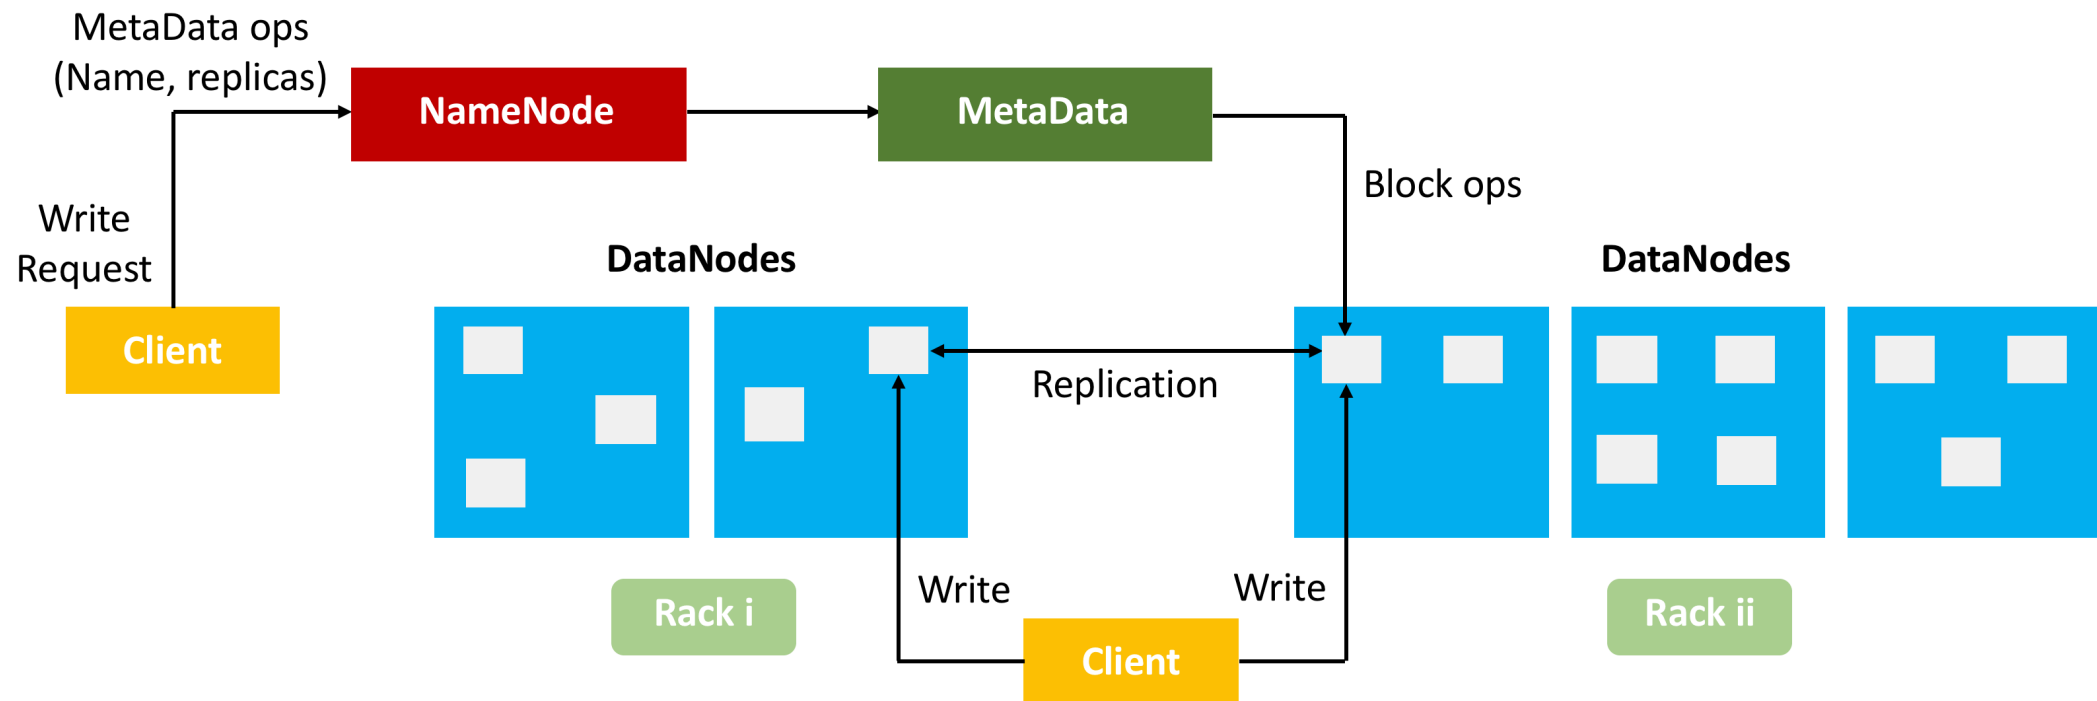 MetaData ops
(Name, replicas)
NameNode
MetaData
Block ops
Write
Request
DataNodes
DataNodes
Client
Replication
Write
Write
Rack i
Rack ii
Client